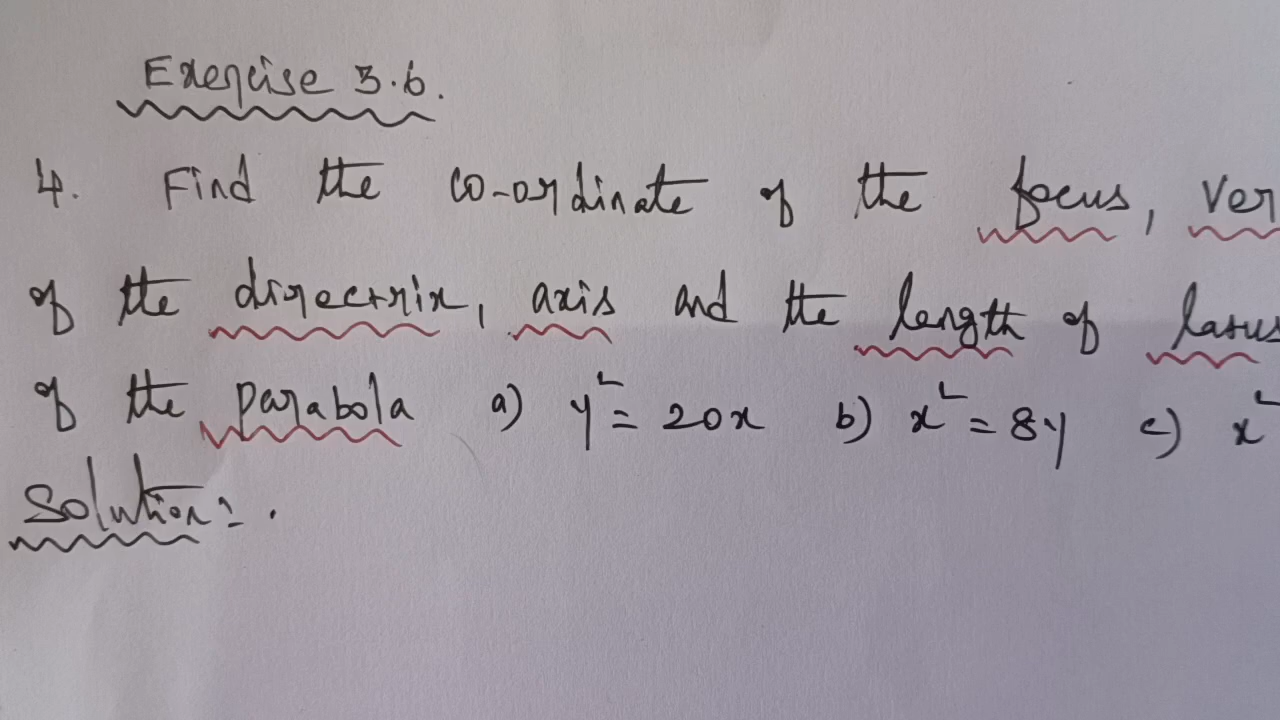 Exercise 3.6.
4. Find the co-ordinate of the focus, Ver
of the directrix, axis and the length of latus
of the parabola a) y² = 20x b) x² = 8y c) x²
Solution:.